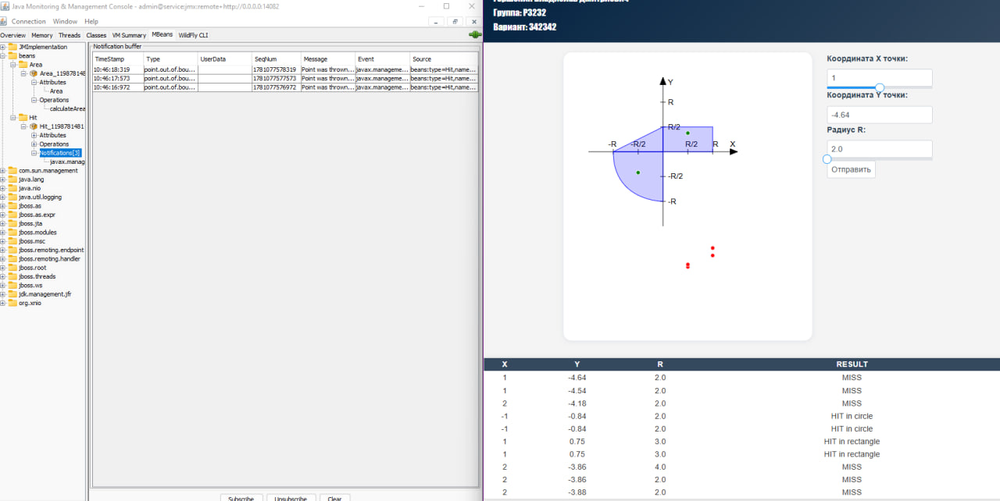 Java Monitoring & Management Console - admin@service:jmx:remote+http://0.0.0.0:14082
Connection Window Help
Overview Memory Threads Classes VM Summary MBeans WildFly CLI
JMImplementation
beans
Area
Area_119878148
Attributes
Area
Operations
calculateArea
Hit
Hit_1198781481
Attributes
Operations
Notifications[3]
javax.manag
com.sun.management
java.lang
java.nio
java.util.logging
jboss.as
jboss.as.expr
jboss.jta
jboss.modules
jboss.msc
jboss.remoting.endpoint
jboss.remoting.handler
jboss.root
jboss.threads
jboss.ws
jdk.management.jfr
org.xnio
Notification buffer
TimeStamp Type UserData SeqNum Message Event Source
10:46:18:319 point.out.of.bou... 1781077578319 Point was thrown... javax.manageme... beans:type=Hit,name...
10:46:17:573 point.out.of.bou... 1781077577573 Point was thrown... javax.manageme... beans:type=Hit,name...
10:46:16:972 point.out.of.bou... 1781077576972 Point was thrown... javax.manageme... beans:type=Hit,name...
Subscribe Unsubscribe Clear
Группа: P3232
Вариант: 342342
Y
R
R/2
-R -R/2 R/2 R X
-R/2
-R
Координата X точки:
1
Координата Y точки:
-4.64
Радиус R:
2.0
Отправить
X Y R RESULT
1 -4.64 2.0 MISS
1 -4.54 2.0 MISS
2 -4.18 2.0 MISS
-1 -0.84 2.0 HIT in circle
-1 -0.84 2.0 HIT in circle
1 0.75 3.0 HIT in rectangle
1 0.75 3.0 HIT in rectangle
2 -3.86 4.0 MISS
2 -3.86 2.0 MISS
2 -3.88 2.0 MISS